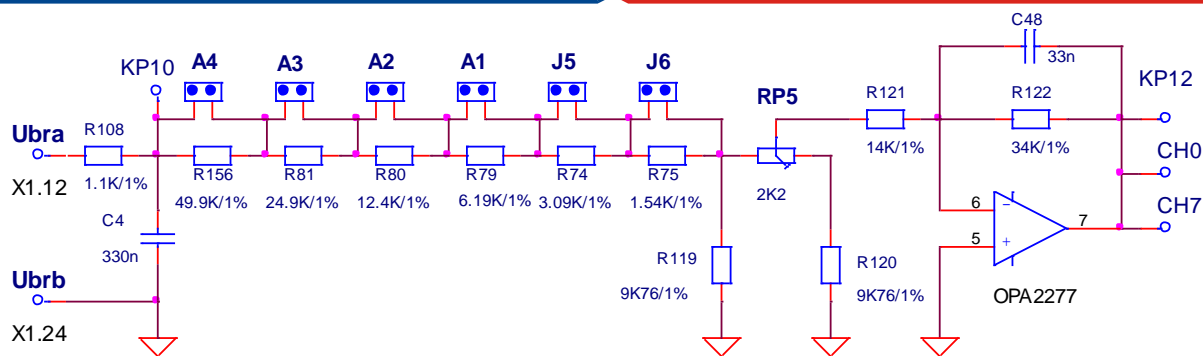 C48
33n
A4 A3 A2 A1 J5 J6
KP10
KP12
RP5
R121
R122
Ubra
R108
14K/1%
34K/1%
CH0
X1.12
1.1K/1%
R156 R81 R80 R79 R74 R75
2K2
49.9K/1% 24.9K/1% 12.4K/1% 6.19K/1% 3.09K/1% 1.54K/1%
CH7
C4
6
−
7
5
+
330n
R119
R120
Ubrb
9K76/1%
9K76/1%
OPA2277
X1.24